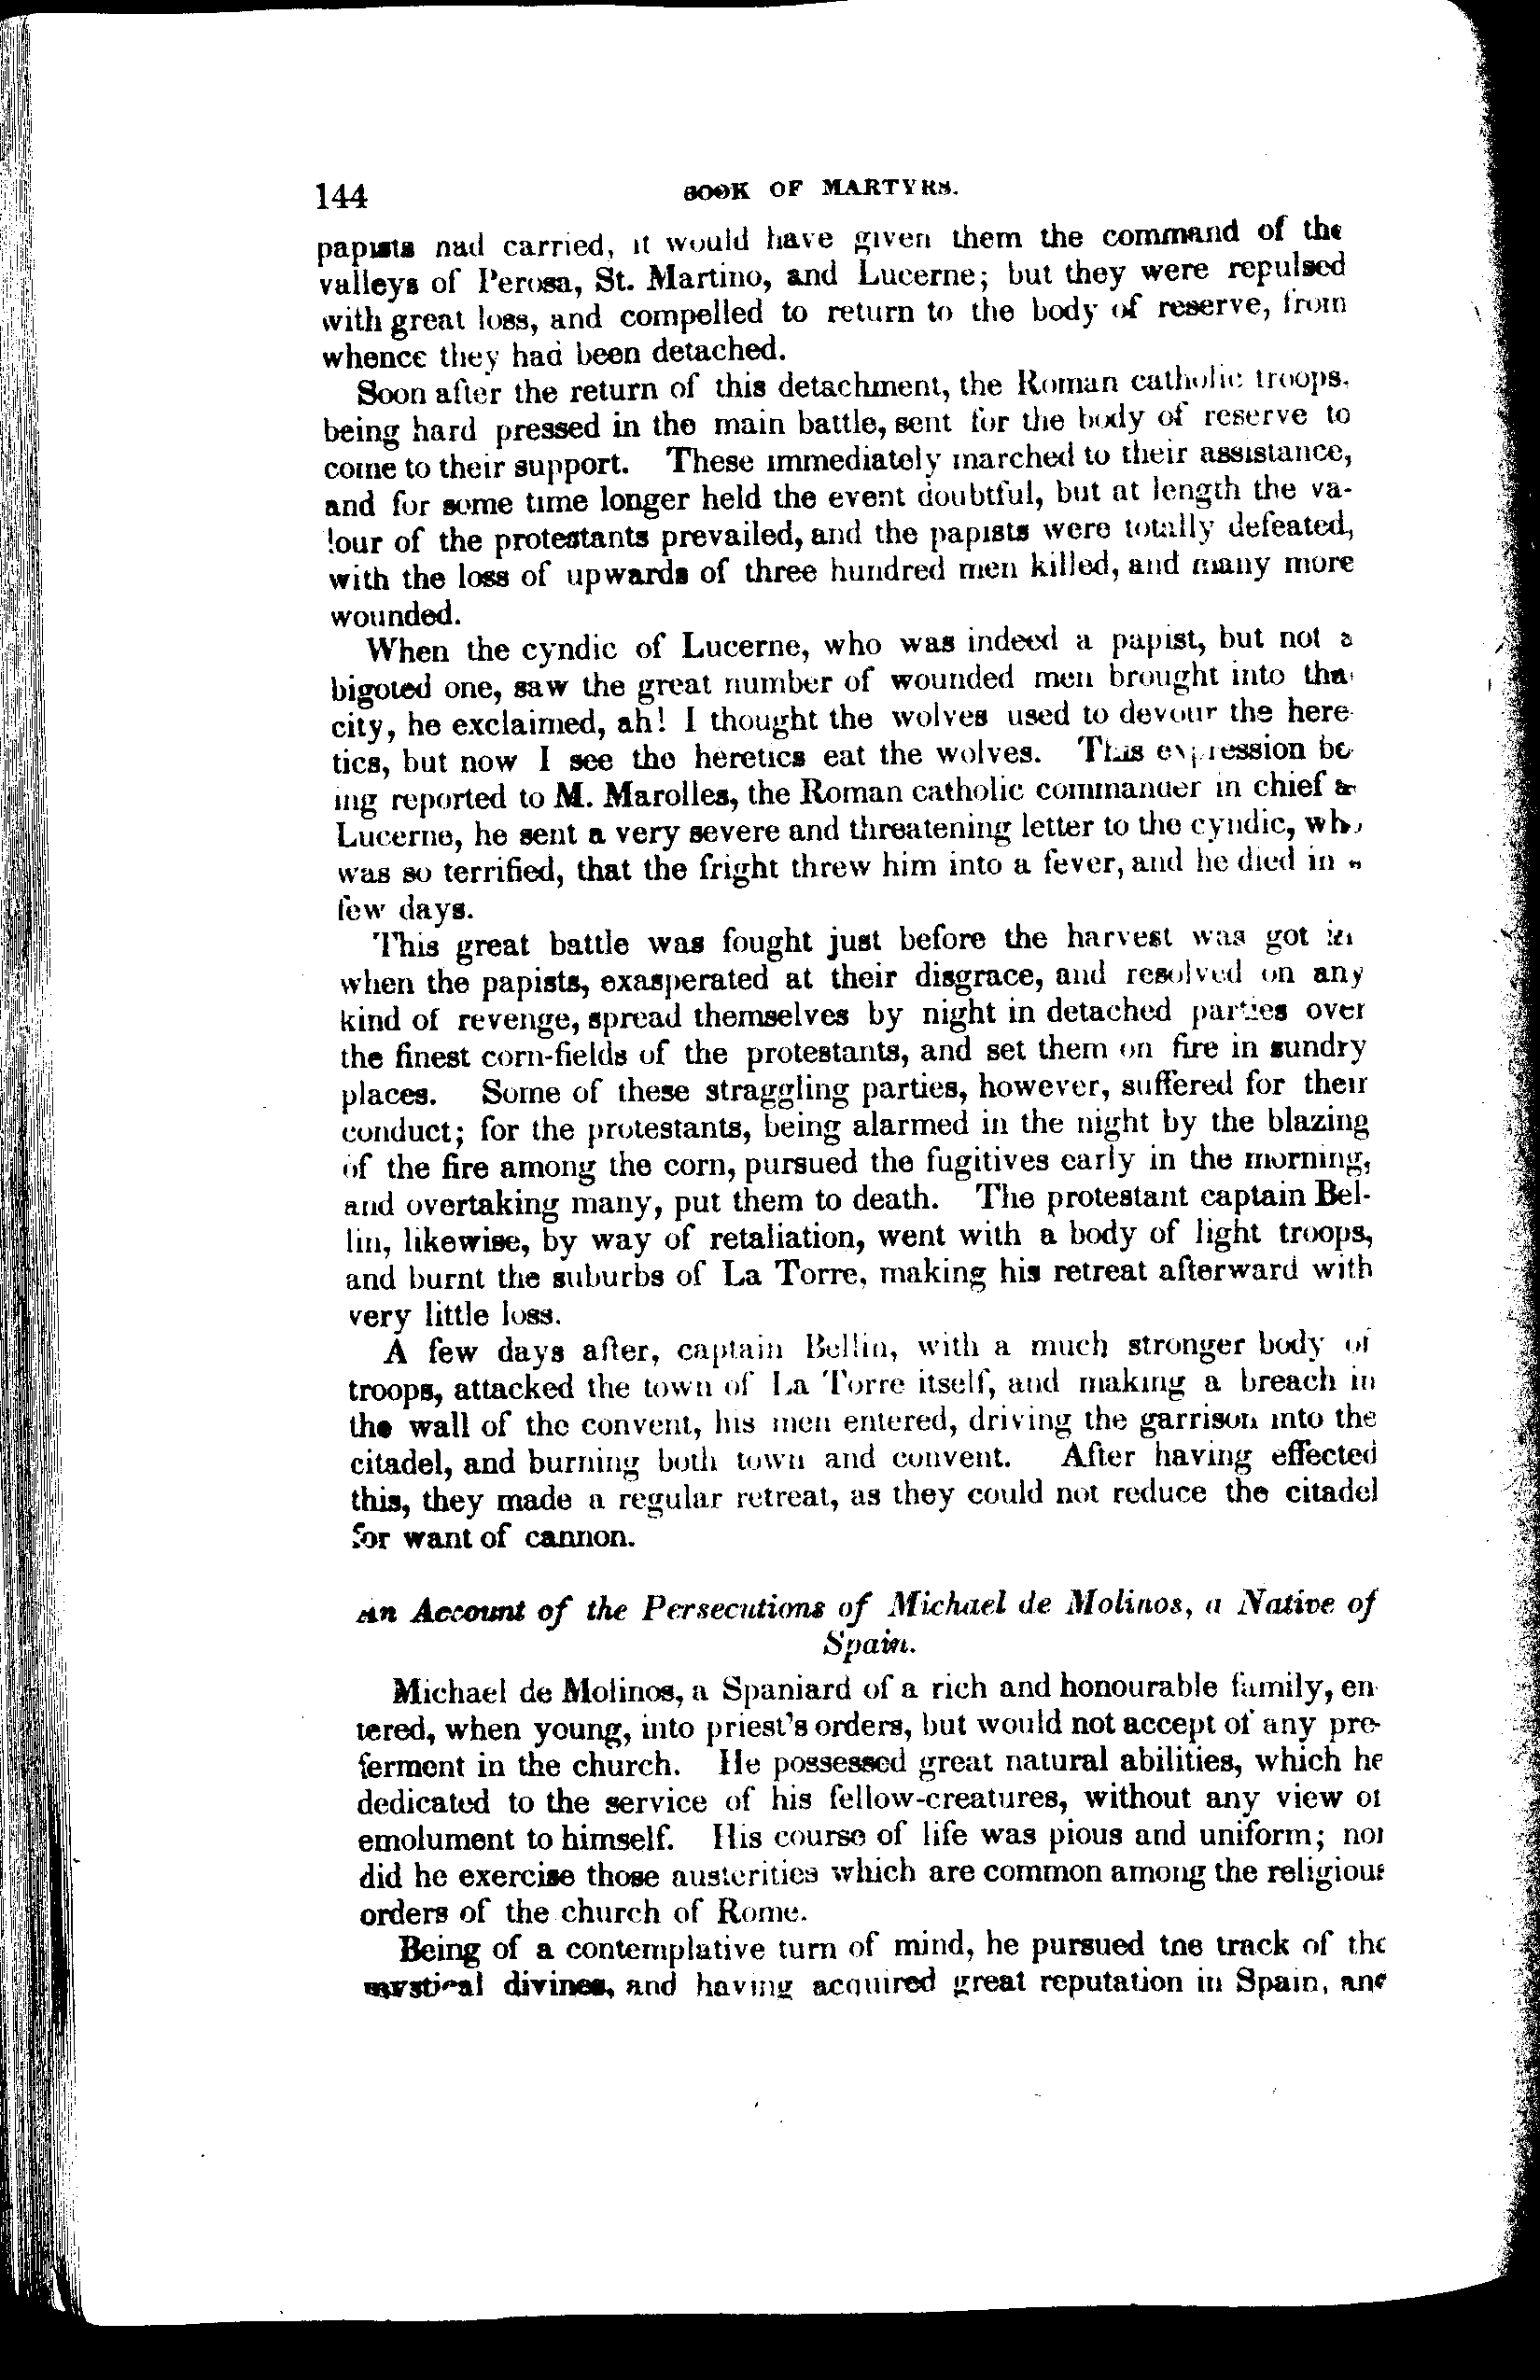 144 BOOK OF MARTYRS.
papists had carried, it would have given them the command of the
valleys of Perosa, St. Martino, and Lucerne; but they were repulsed
with great loss, and compelled to return to the body of reserve, from
whence they had been detached.
Soon after the return of this detachment, the Roman catholic troops,
being hard pressed in the main battle, sent for the body of reserve to
come to their support. These immediately marched to their assistance,
and for some time longer held the event doubtful, but at length the va-
lour of the protestants prevailed, and the papists were totally defeated,
with the loss of upwards of three hundred men killed, and many more
wounded.
When the cyndic of Lucerne, who was indeed a papist, but not a
bigoted one, saw the great number of wounded men brought into that
city, he exclaimed, ah! I thought the wolves used to devour the here-
tics, but now I see the heretics eat the wolves. This expression be-
ing reported to M. Marolles, the Roman catholic commander in chief at
Lucerne, he sent a very severe and threatening letter to the cyndic, who
was so terrified, that the fright threw him into a fever, and he died in a
few days.
This great battle was fought just before the harvest was got in
when the papists, exasperated at their disgrace, and resolved on any
kind of revenge, spread themselves by night in detached parties over
the finest corn-fields of the protestants, and set them on fire in sundry
places. Some of these straggling parties, however, suffered for their
conduct; for the protestants, being alarmed in the night by the blazing
of the fire among the corn, pursued the fugitives early in the morning,
and overtaking many, put them to death. The protestant captain Bel-
lin, likewise, by way of retaliation, went with a body of light troops,
and burnt the suburbs of La Torre, making his retreat afterward with
very little loss.
A few days after, captain Bellin, with a much stronger body of
troops, attacked the town of La Torre itself, and making a breach in
the wall of the convent, his men entered, driving the garrison into the
citadel, and burning both town and convent. After having effected
this, they made a regular retreat, as they could not reduce the citadel
for want of cannon.
An Account of the Persecutions of Michael de Molinos, a Native of
Spain.
Michael de Molinos, a Spaniard of a rich and honourable family, en-
tered, when young, into priest's orders, but would not accept of any pre-
ferment in the church. He possessed great natural abilities, which he
dedicated to the service of his fellow-creatures, without any view of
emolument to himself. His course of life was pious and uniform; nor
did he exercise those austerities which are common among the religious
orders of the church of Rome.
Being of a contemplative turn of mind, he pursued the track of the
mystical divines, and having acquired great reputation in Spain, and